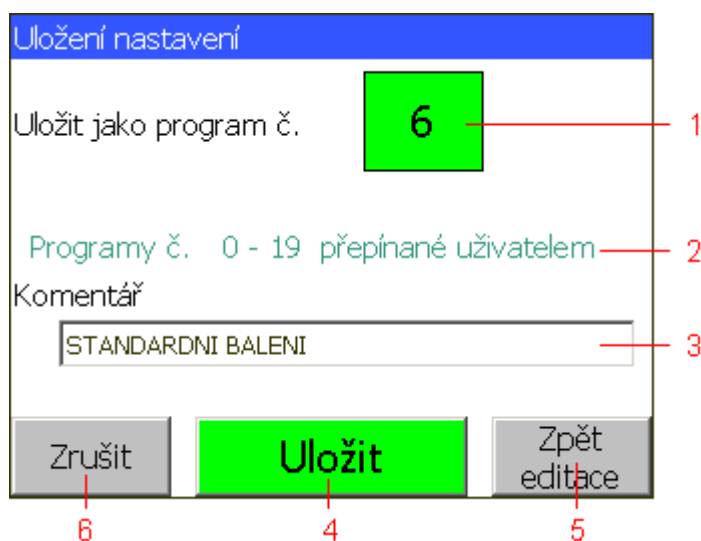 Uložení nastavení
Uložit jako program č. 6 1
Programy č. 0 - 19 přepínané uživatelem 2
Komentář
STANDARDNI BALENI 3
Zrušit Uložit Zpět
editace
6 4 5